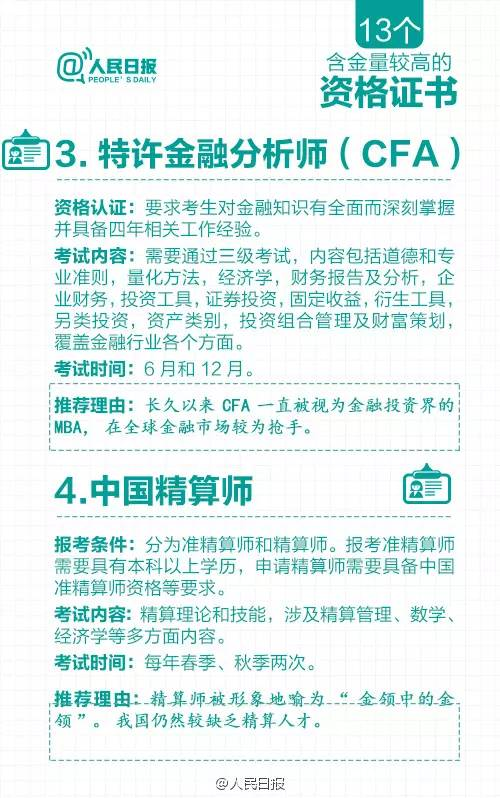 13个
@人民日报
PEOPLE'S DAILY
含金量较高的
资格证书
3. 特许金融分析师（CFA）
资格认证：要求考生对金融知识有全面而深刻掌握
并具备四年相关工作经验。
考试内容：需要通过三级考试，内容包括道德和专
业准则，量化方法，经济学，财务报告及分析，企
业财务，投资工具，证券投资，固定收益，衍生工具，
另类投资，资产类别，投资组合管理及财富策划，
覆盖金融行业各个方面。
考试时间：6月和12月。
推荐理由：长久以来 CFA 一直被视为金融投资界的
MBA， 在全球金融市场较为抢手。
4.中国精算师
报考条件：分为准精算师和精算师。报考准精算师
需要具有本科以上学历，申请精算师需要具备中国
准精算师资格等要求。
考试内容: 精算理论和技能，涉及精算管理、数学、
经济学等多方面内容。
考试时间：每年春季、秋季两次。
推荐理由：精算师被形象地喻为 “ 金领中的金
领”。 我国仍然较缺乏精算人才。
@人民日报